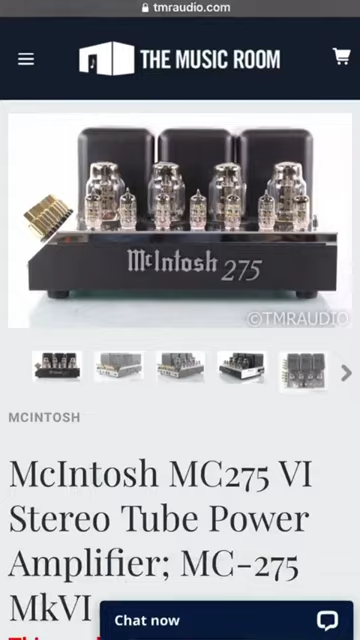 tmraudio.com
THE MUSIC ROOM
McIntosh 275
©TMRAUDIO
MCINTOSH
McIntosh MC275 VI
Stereo Tube Power
Amplifier; MC-275
MkVI
Chat now